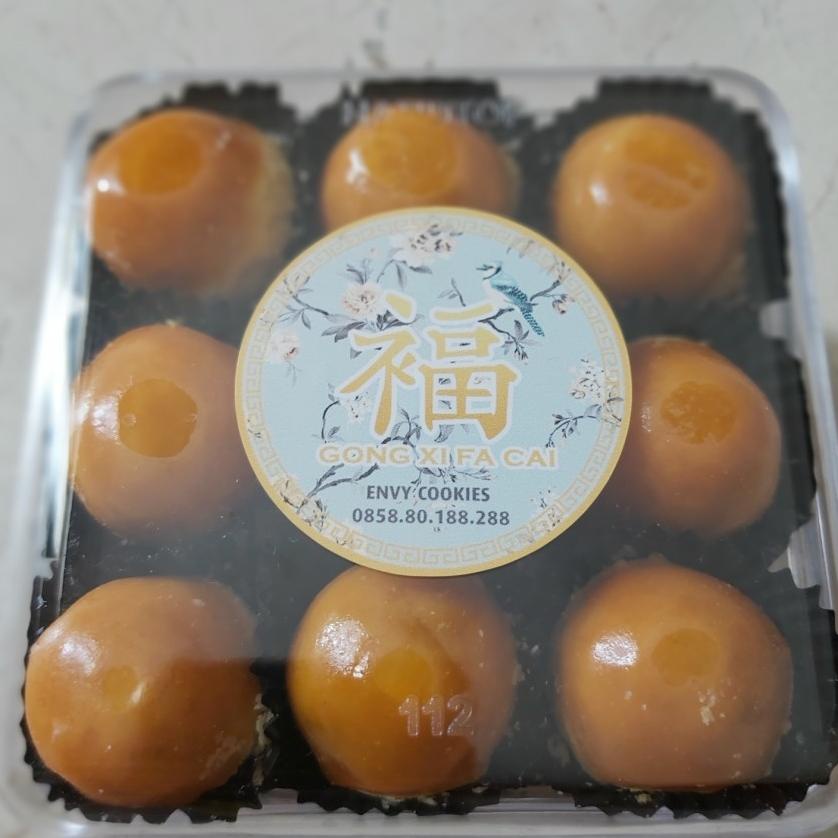 福
GONG XI FA CAI
ENVY COOKIES
0858.80.188.288
112